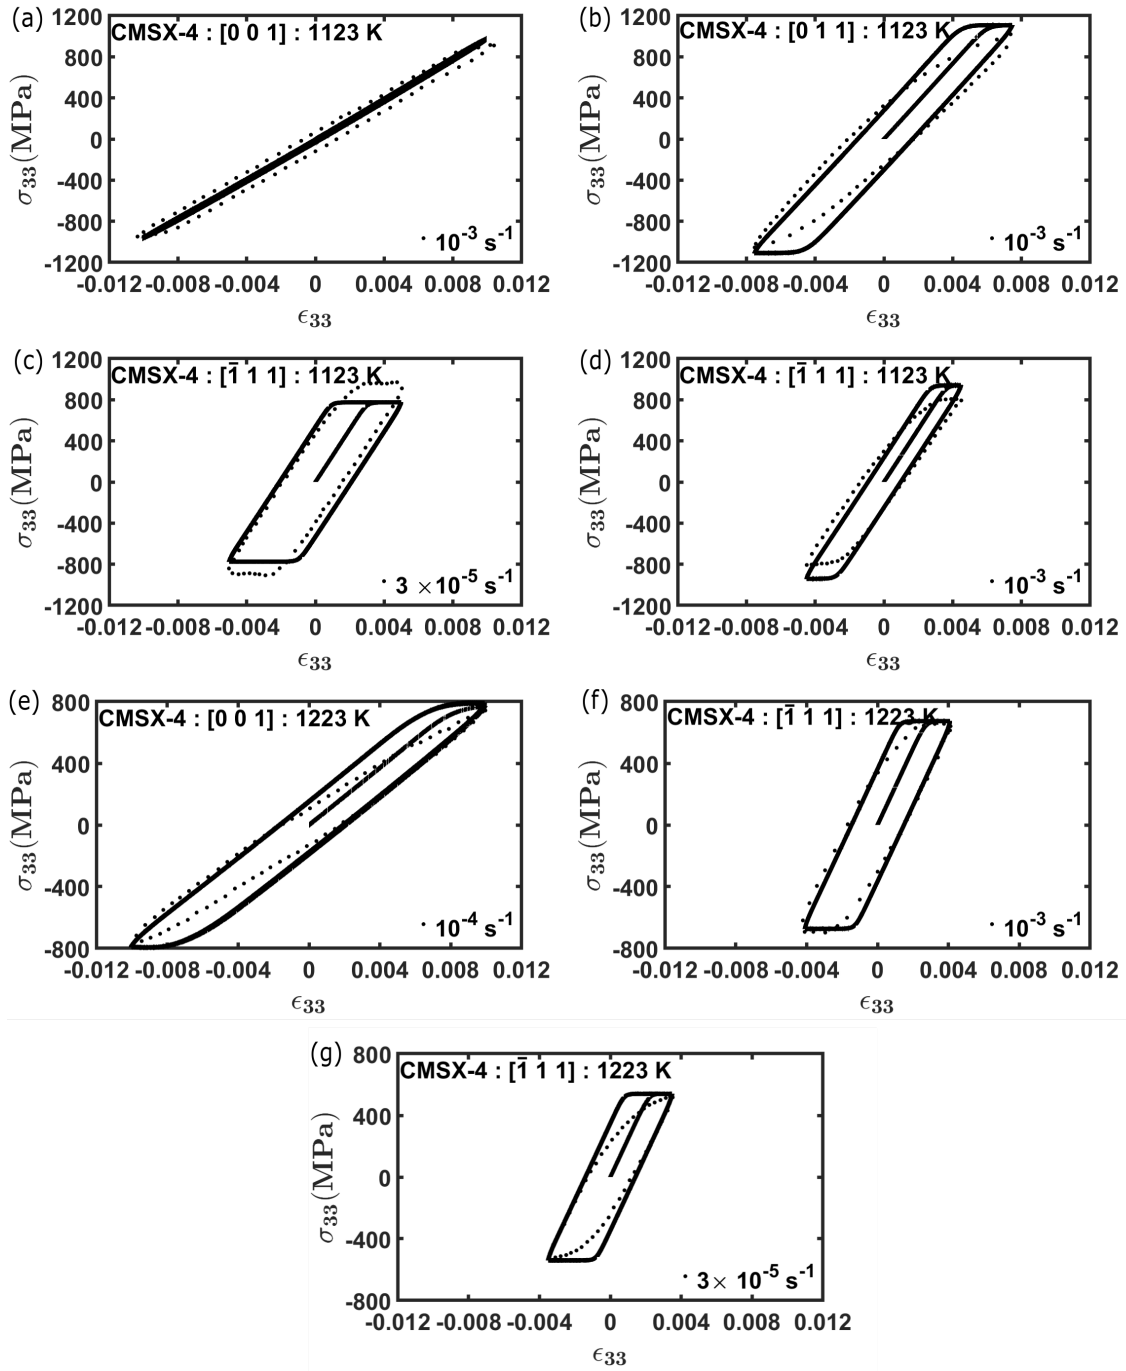 (a)
CMSX-4 : [0 0 1] : 1123 K
1200
800
400
0
-400
-800
-1200
σ33(MPa)
· 10-3 s-1
-0.012 -0.008 -0.004 0 0.004 0.008 0.012
ϵ33
(b)
CMSX-4 : [0 1 1] : 1123 K
1200
800
400
0
-400
-800
-1200
σ33(MPa)
· 10-3 s-1
-0.012 -0.008 -0.004 0 0.004 0.008 0.012
ϵ33
(c)
CMSX-4 : [1̄ 1 1] : 1123 K
1200
800
400
0
-400
-800
-1200
σ33(MPa)
· 3 ×10-5 s-1
-0.012 -0.008 -0.004 0 0.004 0.008 0.012
ϵ33
(d)
CMSX-4 : [1̄ 1 1] : 1123 K
1200
800
400
0
-400
-800
-1200
σ33(MPa)
· 10-3 s-1
-0.012 -0.008 -0.004 0 0.004 0.008 0.012
ϵ33
(e)
CMSX-4 : [0 0 1] : 1223 K
800
400
0
-400
-800
σ33(MPa)
· 10-4 s-1
-0.012 -0.008 -0.004 0 0.004 0.008 0.012
ϵ33
(f)
CMSX-4 : [1̄ 1 1] : 1223 K
800
400
0
-400
-800
σ33(MPa)
· 10-3 s-1
-0.012 -0.008 -0.004 0 0.004 0.008 0.012
ϵ33
(g)
CMSX-4 : [1̄ 1 1] : 1223 K
800
400
0
-400
-800
σ33(MPa)
· 3× 10-5 s-1
-0.012 -0.008 -0.004 0 0.004 0.008 0.012
ϵ33